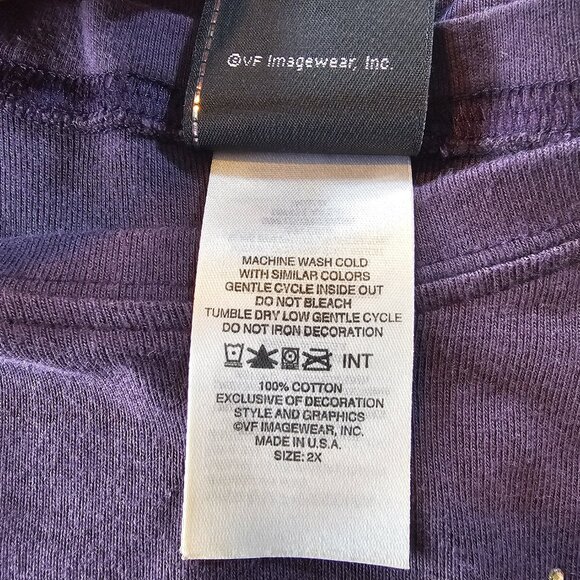 ©VF Imagewear, Inc.
MACHINE WASH COLD
WITH SIMILAR COLORS
GENTLE CYCLE INSIDE OUT
DO NOT BLEACH
TUMBLE DRY LOW GENTLE CYCLE
DO NOT IRON DECORATION
INT
100% COTTON
EXCLUSIVE OF DECORATION
STYLE AND GRAPHICS
©VF IMAGEWEAR, INC.
MADE IN U.S.A.
SIZE: 2X